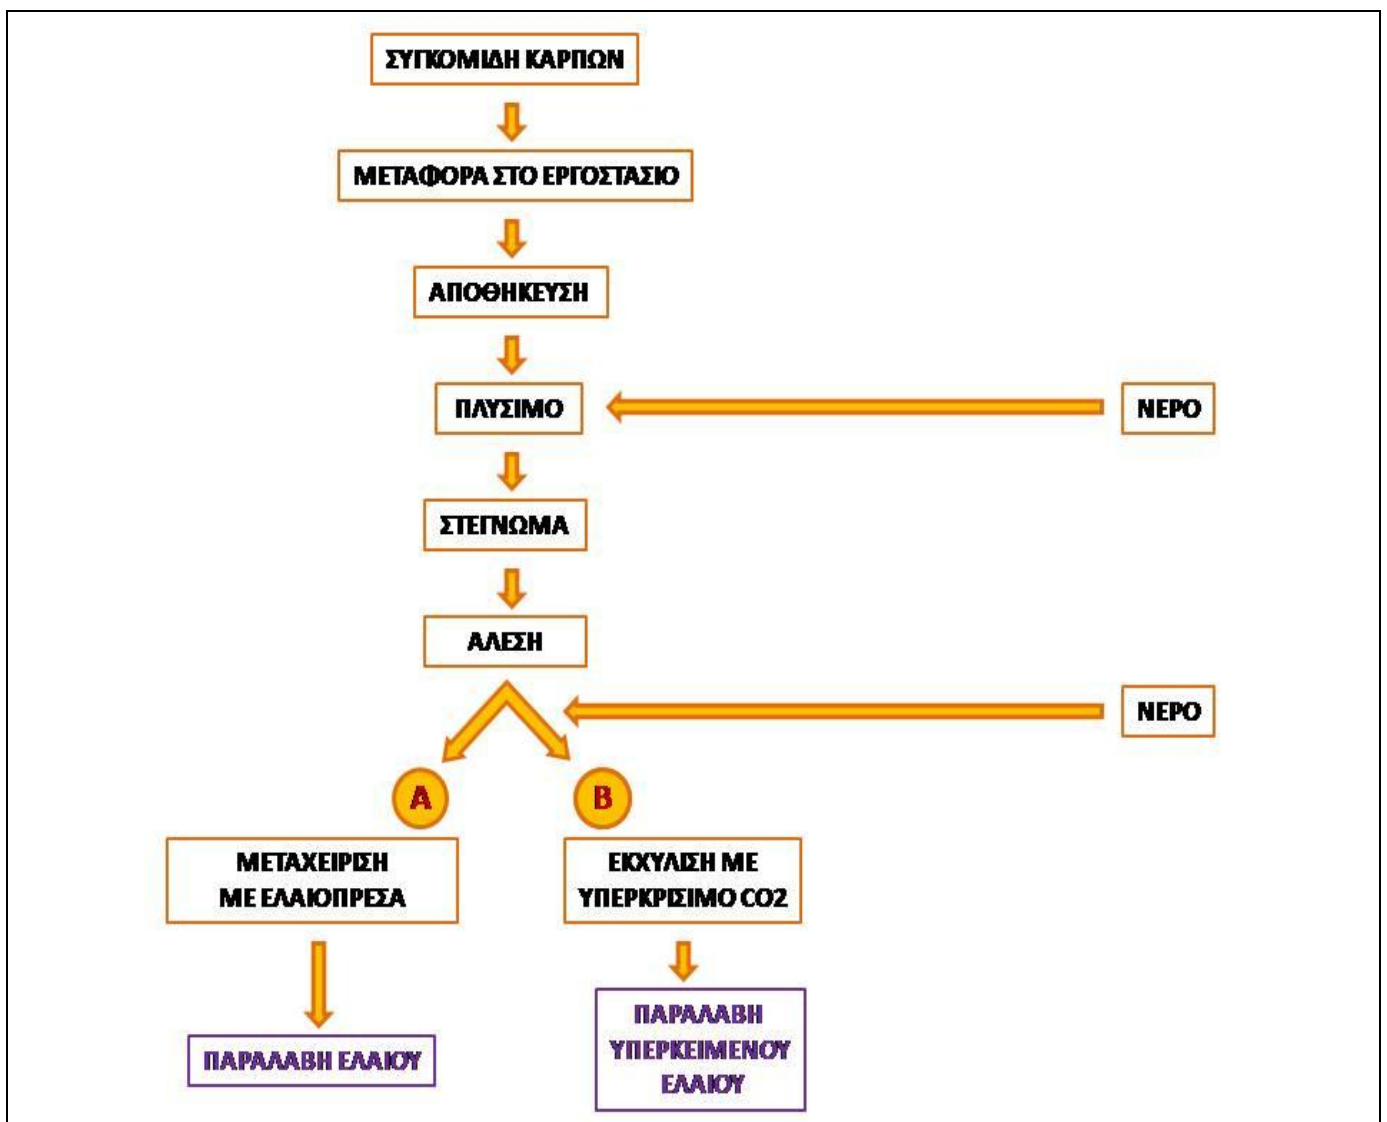 ΣΥΓΚΟΜΙΔΗ ΚΑΡΠΩΝ
ΜΕΤΑΦΟΡΑ ΣΤΟ ΕΡΓΟΣΤΑΣΙΟ
ΑΠΟΘΗΚΕΥΣΗ
ΠΛΥΣΙΜΟ
ΝΕΡΟ
ΣΤΕΓΝΩΜΑ
ΑΛΕΣΗ
ΝΕΡΟ
Α
Β
ΜΕΤΑΧΕΙΡΙΣΗ
ΜΕ ΕΛΑΙΟΠΡΕΣΑ
ΕΚΧΥΛΙΣΗ ΜΕ
ΥΠΕΡΚΡΙΣΙΜΟ CO2
ΠΑΡΑΛΑΒΗ ΕΛΑΙΟΥ
ΠΑΡΑΛΑΒΗ
ΥΠΕΡΚΕΙΜΕΝΟΥ
ΕΛΑΙΟΥ